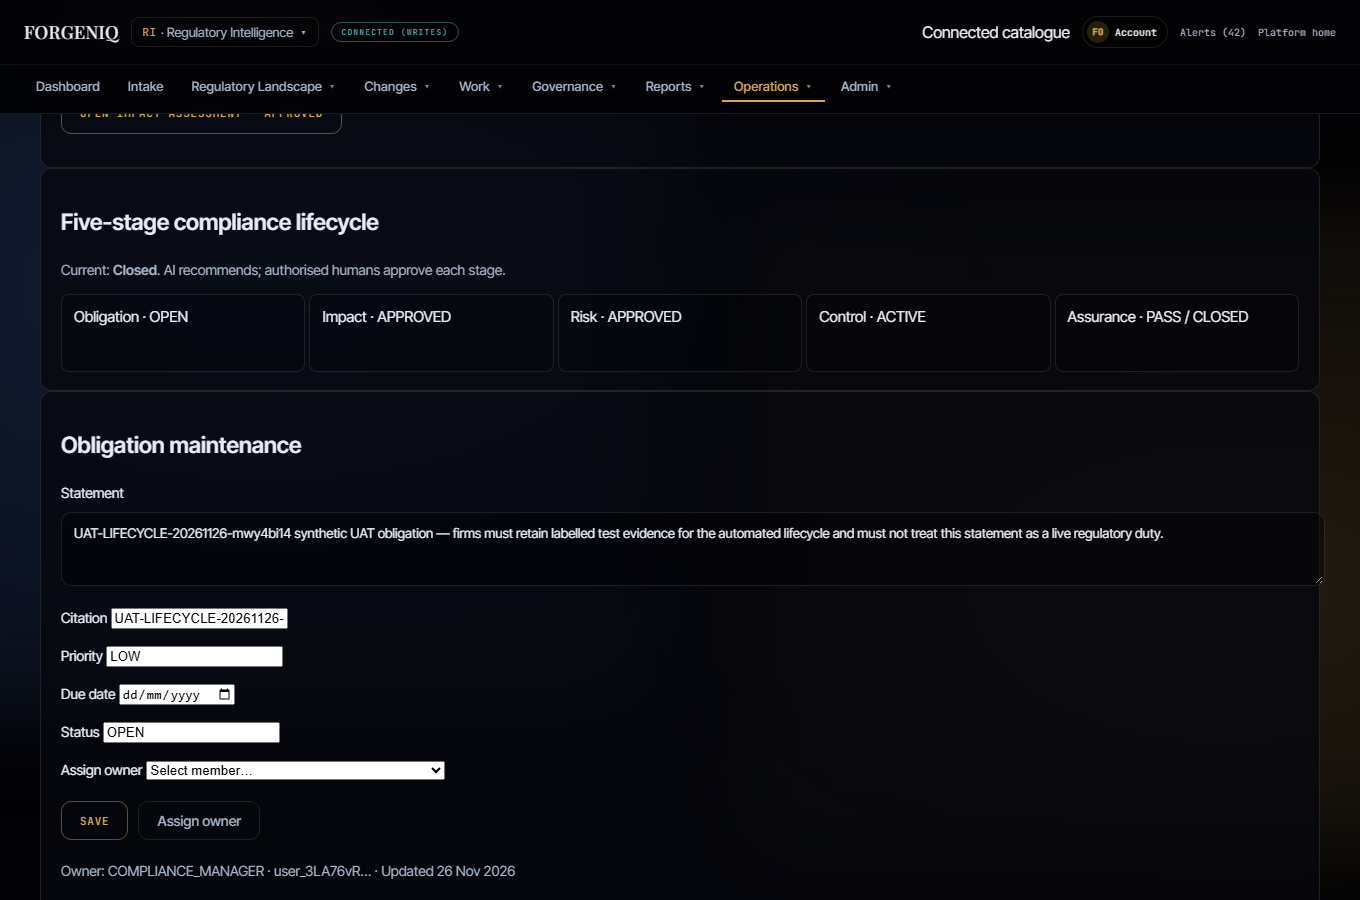 FORGENIQ
RI · Regulatory Intelligence
CONNECTED (WRITES)
Connected catalogue
FO Account
Alerts (42)
Platform home
Dashboard
Intake
Regulatory Landscape
Changes
Work
Governance
Reports
Operations
Admin
OPEN IMPACT ASSESSMENT · APPROVED
Five-stage compliance lifecycle
Current: Closed. AI recommends; authorised humans approve each stage.
Obligation · OPEN
Impact · APPROVED
Risk · APPROVED
Control · ACTIVE
Assurance · PASS / CLOSED
Obligation maintenance
Statement
UAT-LIFECYCLE-20261126-mwy4bi14 synthetic UAT obligation — firms must retain labelled test evidence for the automated lifecycle and must not treat this statement as a live regulatory duty.
Citation UAT-LIFECYCLE-20261126-
Priority LOW
Due date dd/mm/yyyy
Status OPEN
Assign owner Select member...
SAVE
Assign owner
Owner: COMPLIANCE_MANAGER · user_3LA76vR... · Updated 26 Nov 2026